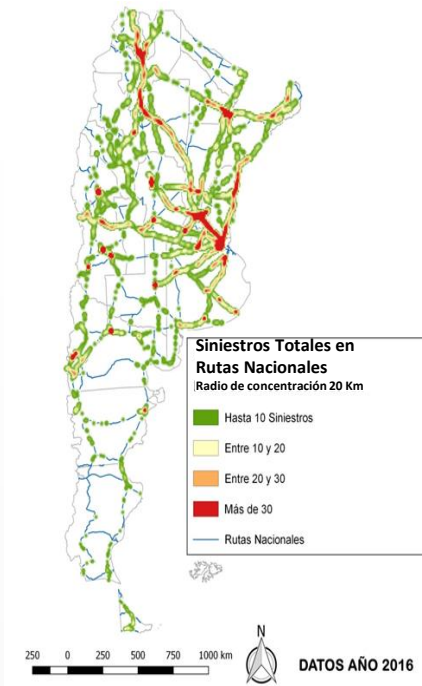 Siniestros Totales en
Rutas Nacionales
Radio de concentración 20 Km
Hasta 10 Siniestros
Entre 10 y 20
Entre 20 y 30
Más de 30
Rutas Nacionales
250 0 250 500 750 1000 km
N
DATOS AÑO 2016